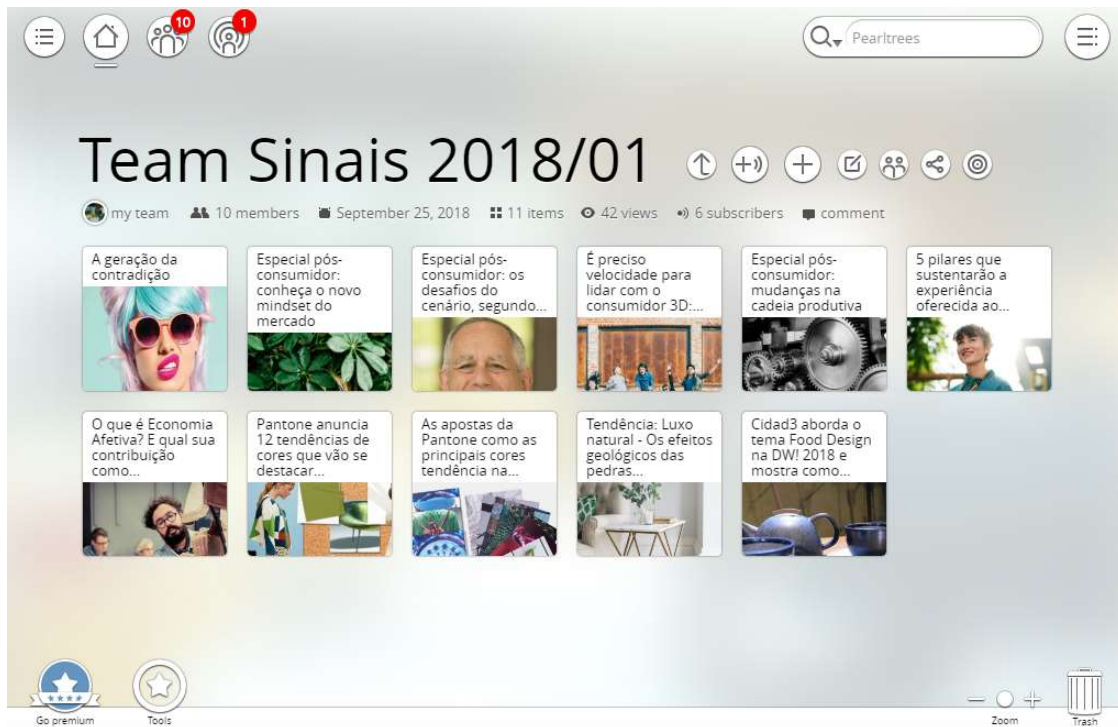 10
1
Pearltrees
Team Sinais 2018/01
my team 10 members September 25, 2018 11 items 42 views 6 subscribers comment
A geração da
contradição
Especial pós-
consumidor:
conheça o novo
mindset do
mercado
Especial pós-
consumidor: os
desafios do
cenário, segundo...
É preciso
velocidade para
lidar com o
consumidor 3D:...
Especial pós-
consumidor:
mudanças na
cadeia produtiva
5 pilares que
sustentarão a
experiência
oferecida ao...
O que é Economia
Afetiva? E qual sua
contribuição
como...
Pantone anuncia
12 tendências de
cores que vão se
destacar...
As apostas da
Pantone como as
principais cores
tendência na...
Tendência: Luxo
natural - Os efeitos
geológicos das
pedras...
Cidad3 aborda o
tema Food Design
na DW! 2018 e
mostra como...
Go premium
Tools
Zoom
Trash